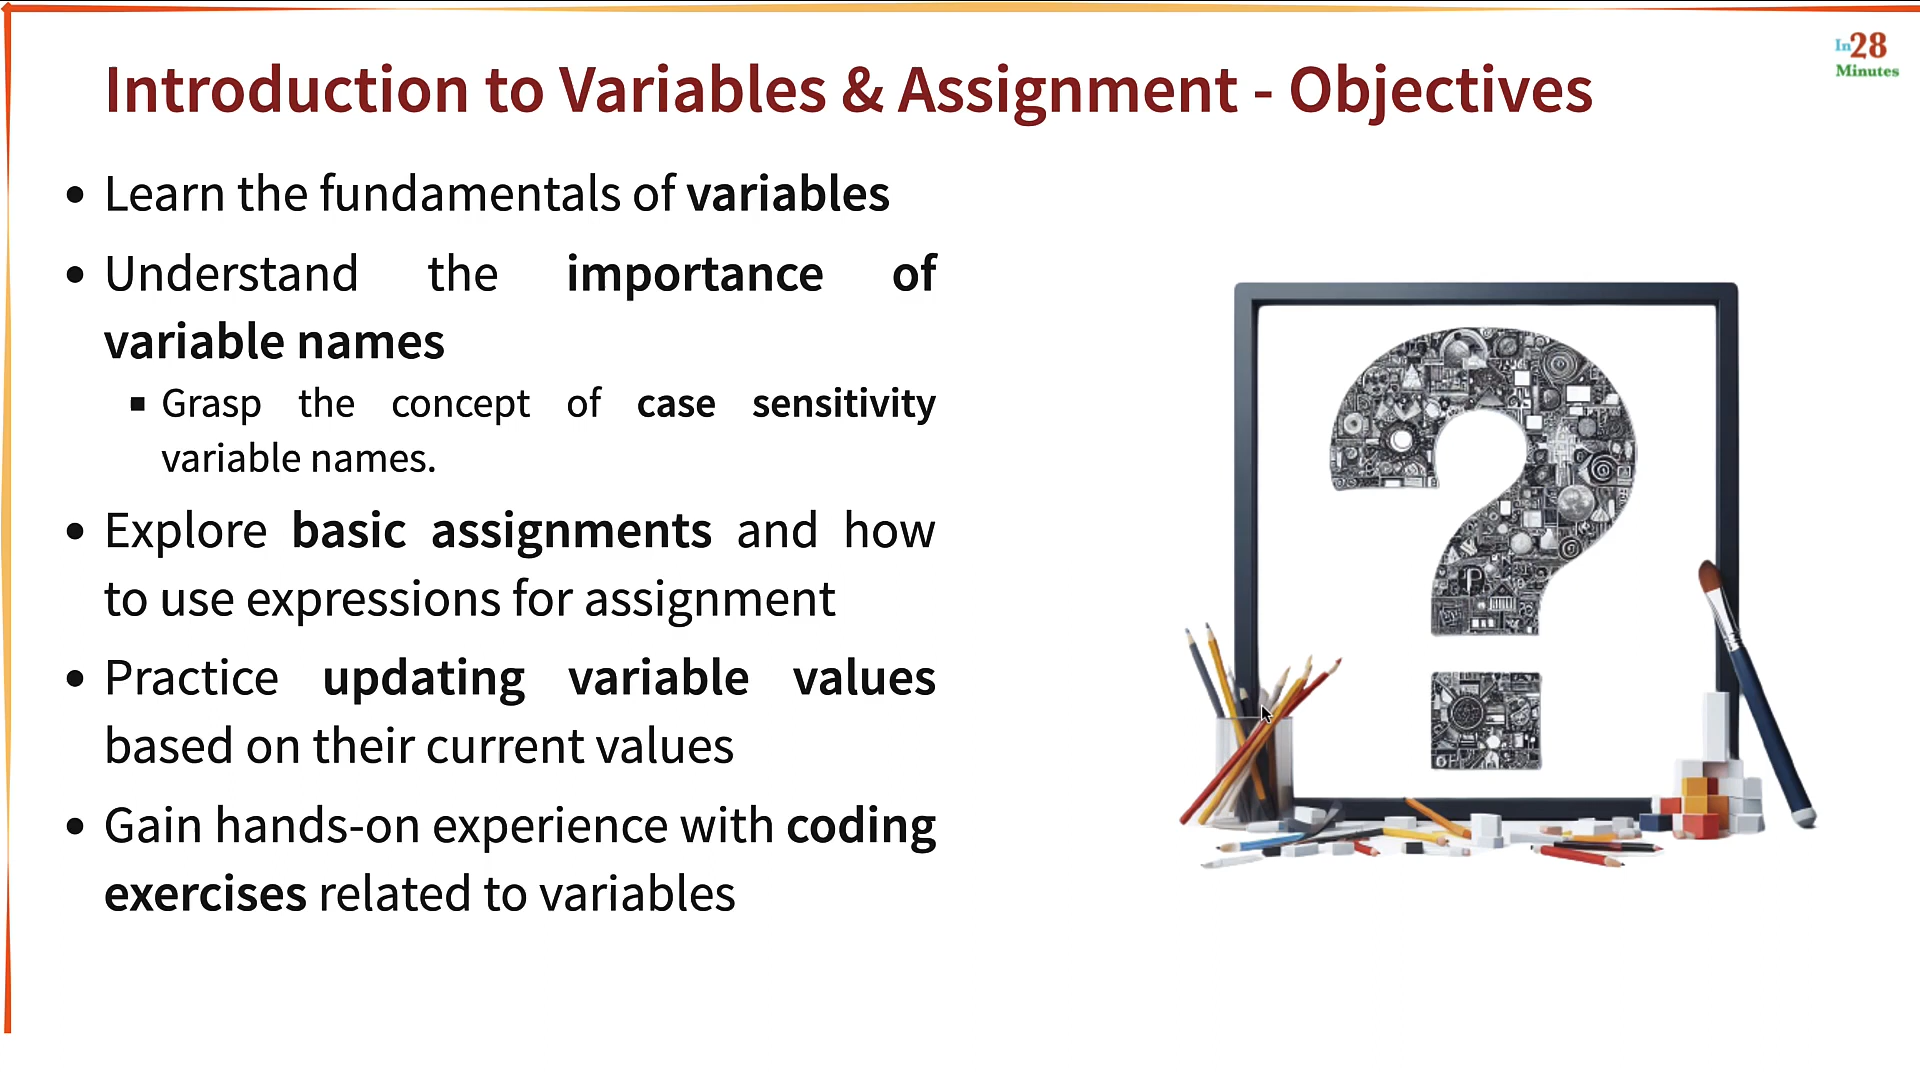 In28
Minutes
Introduction to Variables & Assignment - Objectives
• Learn the fundamentals of variables
• Understand the importance of
variable names
▪ Grasp the concept of case sensitivity
variable names.
• Explore basic assignments and how
to use expressions for assignment
• Practice updating variable values
based on their current values
• Gain hands-on experience with coding
exercises related to variables
P